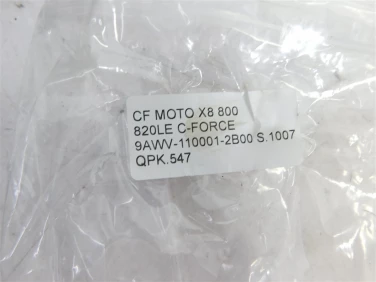 CF MOTO X8 800
820LE C-FORCE
9AWV-110001-2B00 S.1007
QPK.547